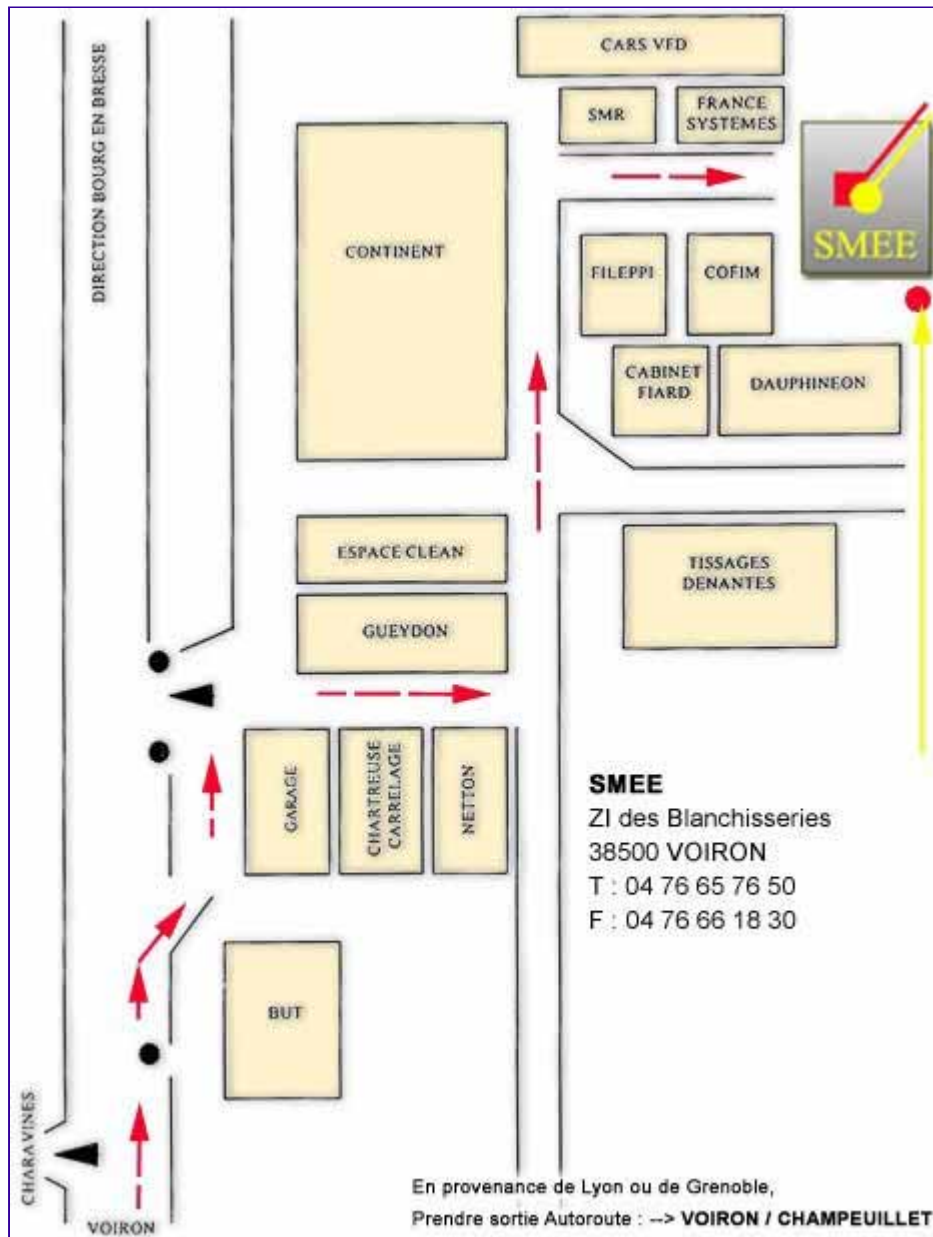 CARS VFD
DIRECTION BOURG EN BRESSE
SMR
FRANCE
SYSTEMES
CONTINENT
SMEE
FILEPPI
COFIM
CABINET
FIARD
DAUPHINEON
ESPACE CLEAN
TISSAGES
DENANTES
GUEYDON
GARAGE
CHARTREUSE
CARRELAGE
NETTON
SMEE
ZI des Blanchisseries
38500 VOIRON
T : 04 76 65 76 50
F : 04 76 66 18 30
BUT
CHARAVINES
VOIRON
En provenance de Lyon ou de Grenoble,
Prendre sortie Autoroute : --> VOIRON / CHAMPEUILLET